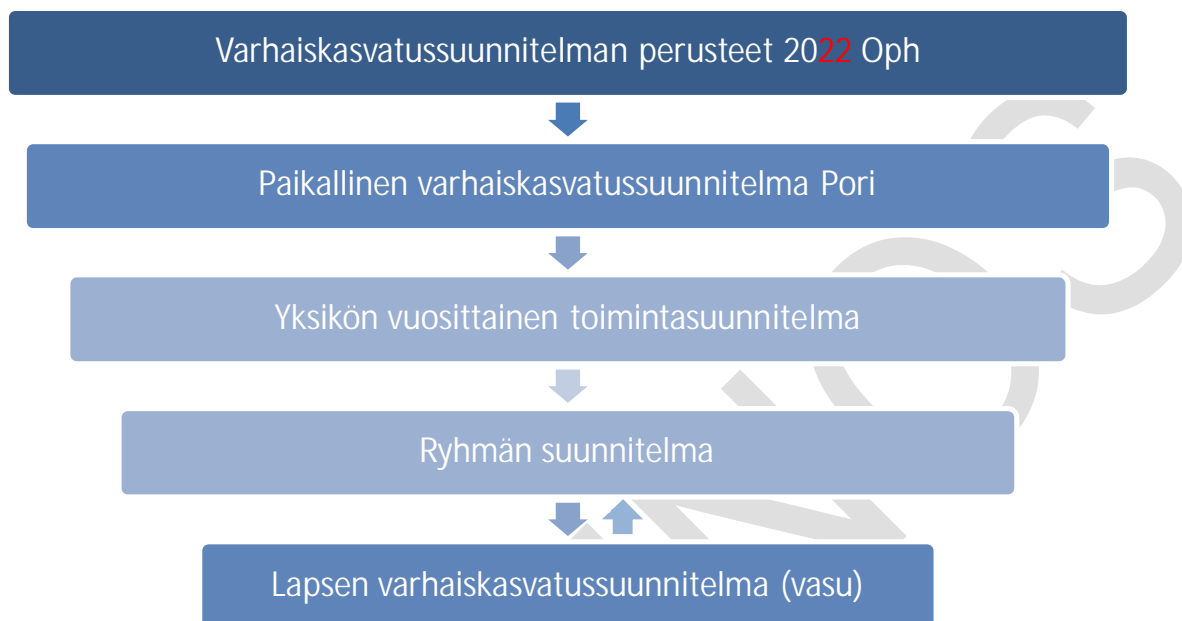 Varhaiskasvatussuunnitelman perusteet 2022 Oph
Paikallinen varhaiskasvatussuunnitelma Pori
Yksikön vuosittainen toimintasuunnitelma
Ryhmän suunnitelma
Lapsen varhaiskasvatussuunnitelma (vasu)